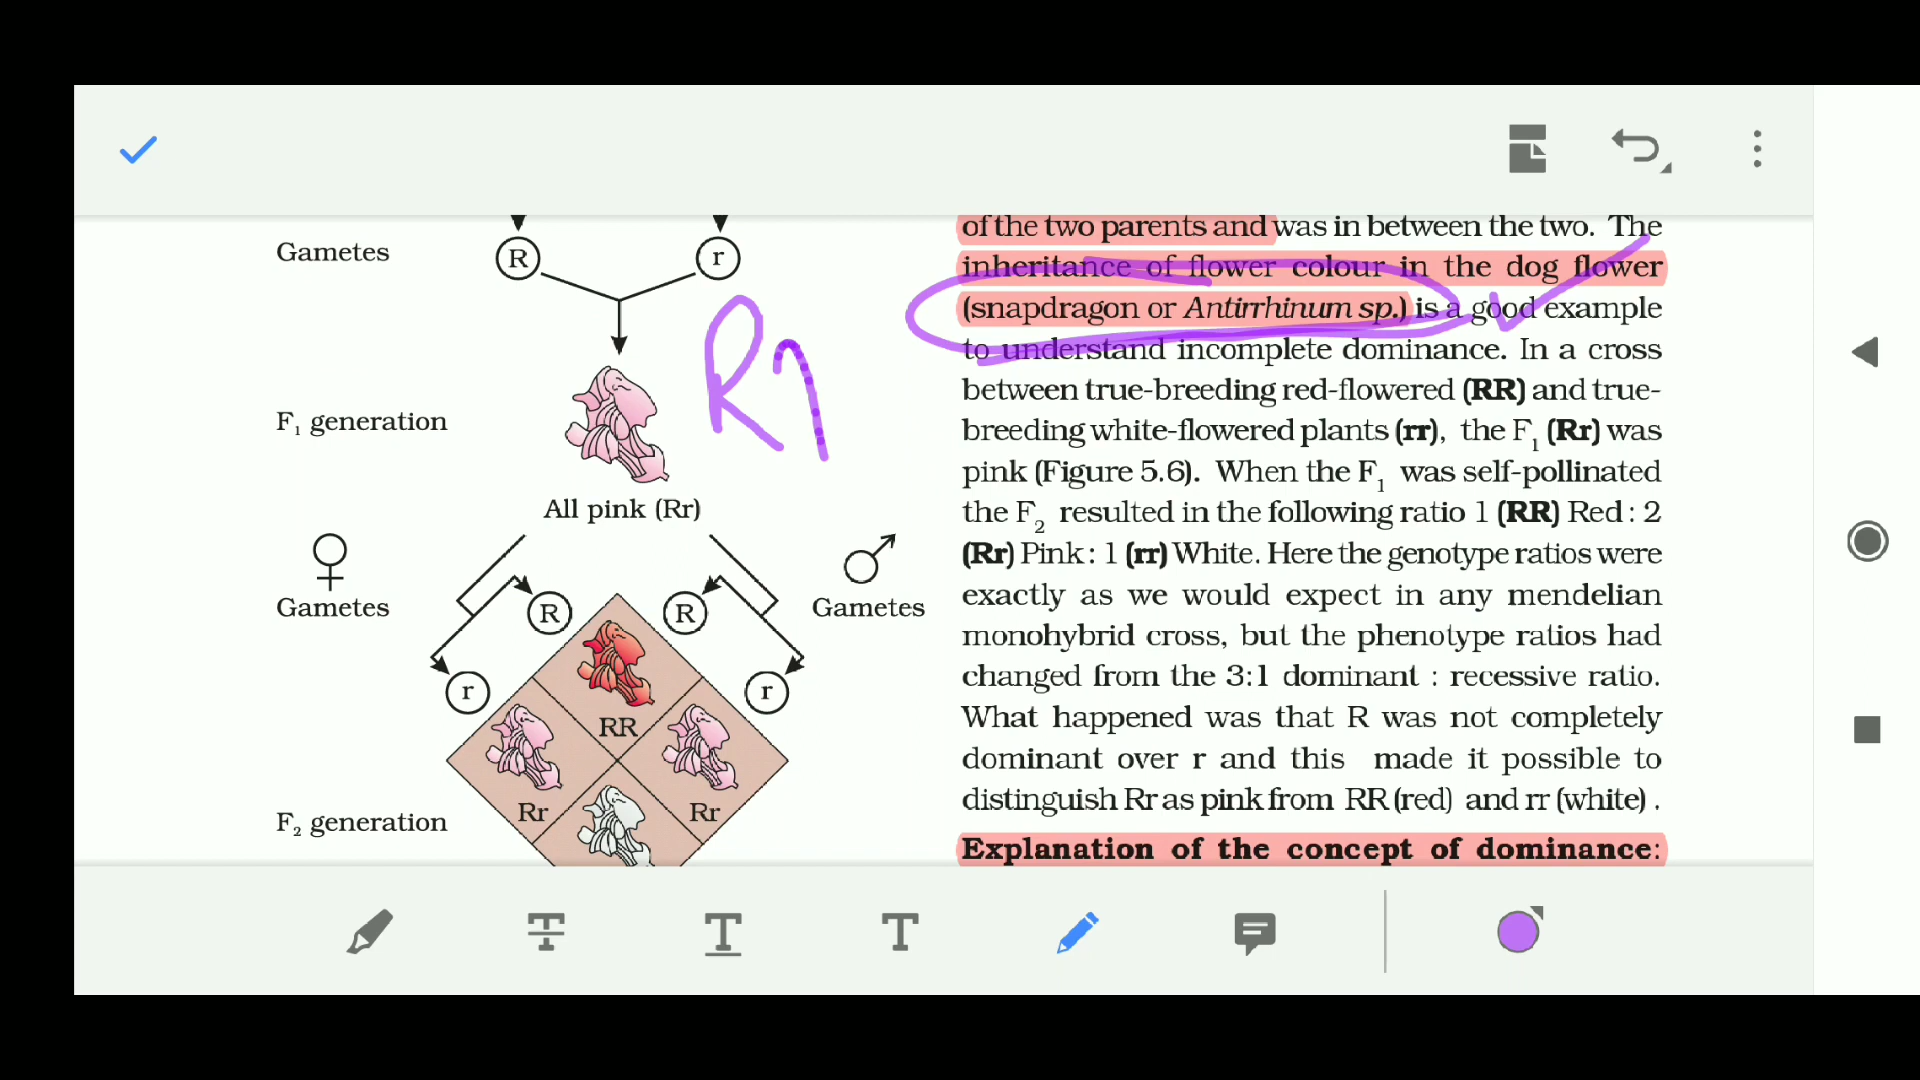 Gametes
R
r
R r
F1 generation
All pink (Rr)
Gametes
Gametes
R
R
r
r
RR
Rr
Rr
F2 generation
of the two parents and was in between the two. The
inheritance of flower colour in the dog flower
(snapdragon or Antirrhinum sp.) is a good example
to understand incomplete dominance. In a cross
between true-breeding red-flowered (RR) and true-
breeding white-flowered plants (rr), the F1 (Rr) was
pink (Figure 5.6). When the F1 was self-pollinated
the F2 resulted in the following ratio 1 (RR) Red : 2
(Rr) Pink : 1 (rr) White. Here the genotype ratios were
exactly as we would expect in any mendelian
monohybrid cross, but the phenotype ratios had
changed from the 3:1 dominant : recessive ratio.
What happened was that R was not completely
dominant over r and this made it possible to
distinguish Rr as pink from RR (red) and rr (white) .
Explanation of the concept of dominance: